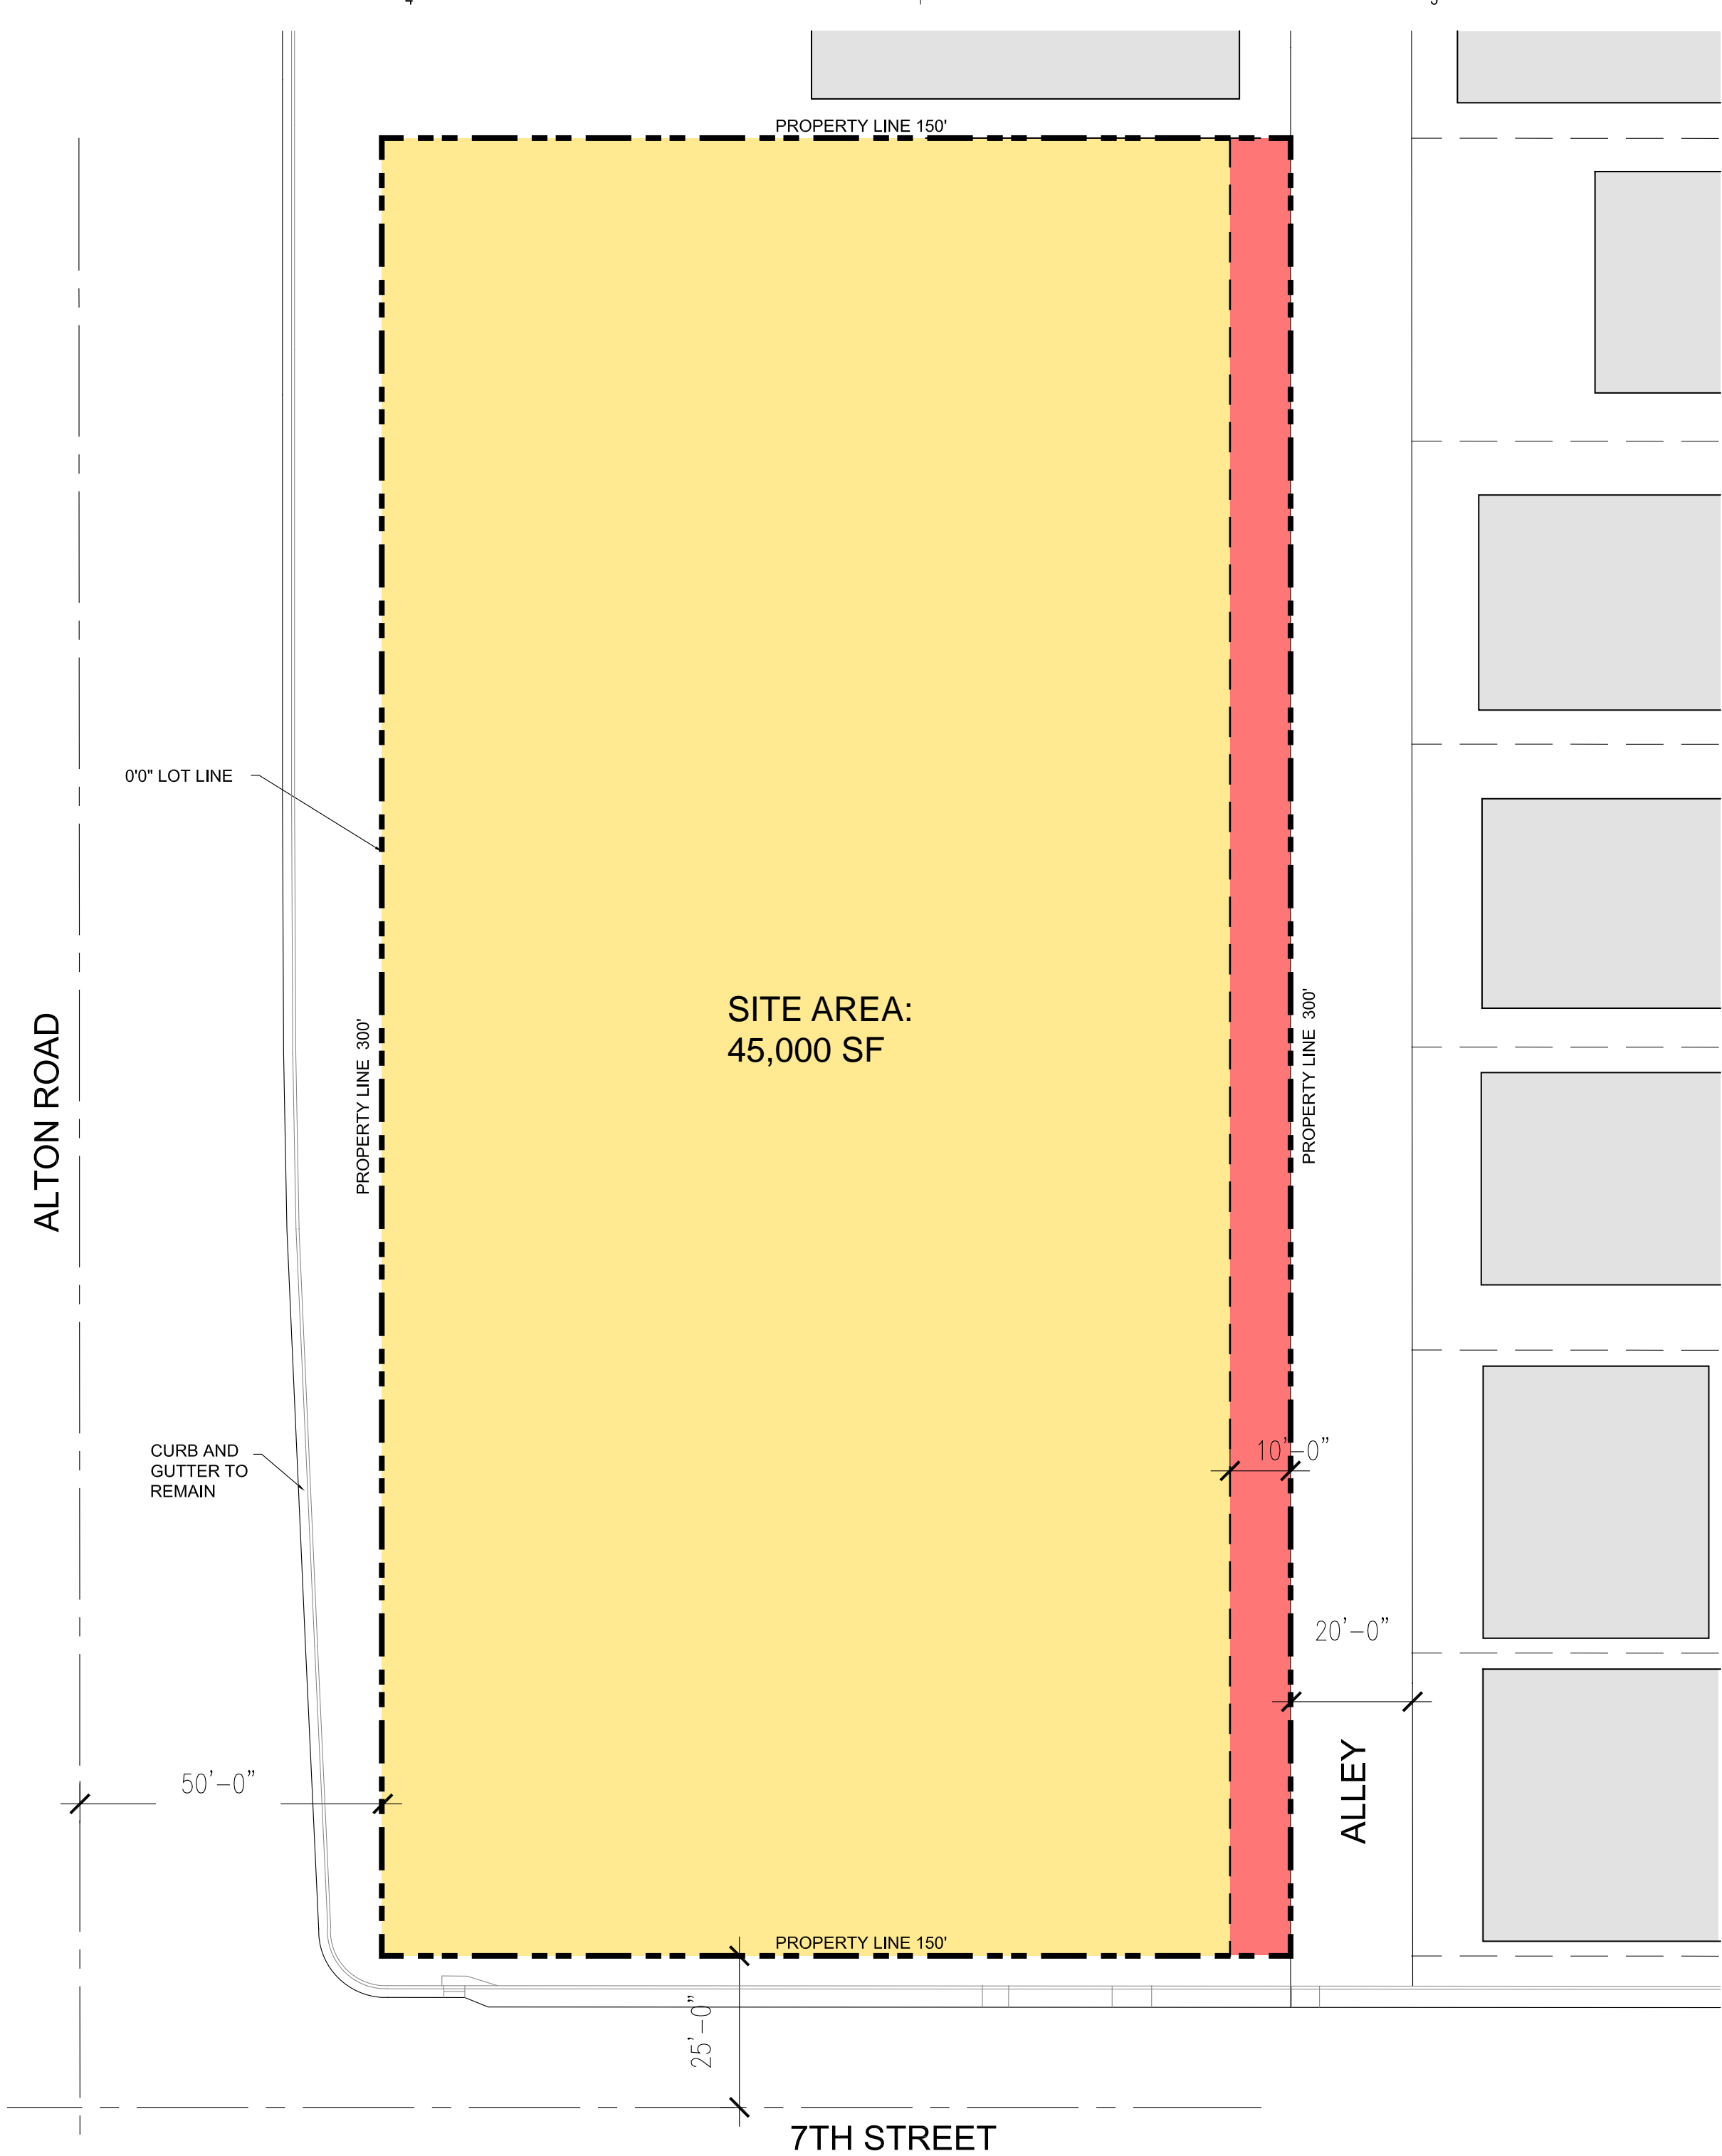 PROPERTY LINE 150'
0'0" LOT LINE
SITE AREA:
45,000 SF
PROPERTY LINE 300'
PROPERTY LINE 300'
ALTON ROAD
CURB AND
GUTTER TO
REMAIN
10'-0"
20'-0"
50'-0"
ALLEY
PROPERTY LINE 150'
25'-0"
7TH STREET